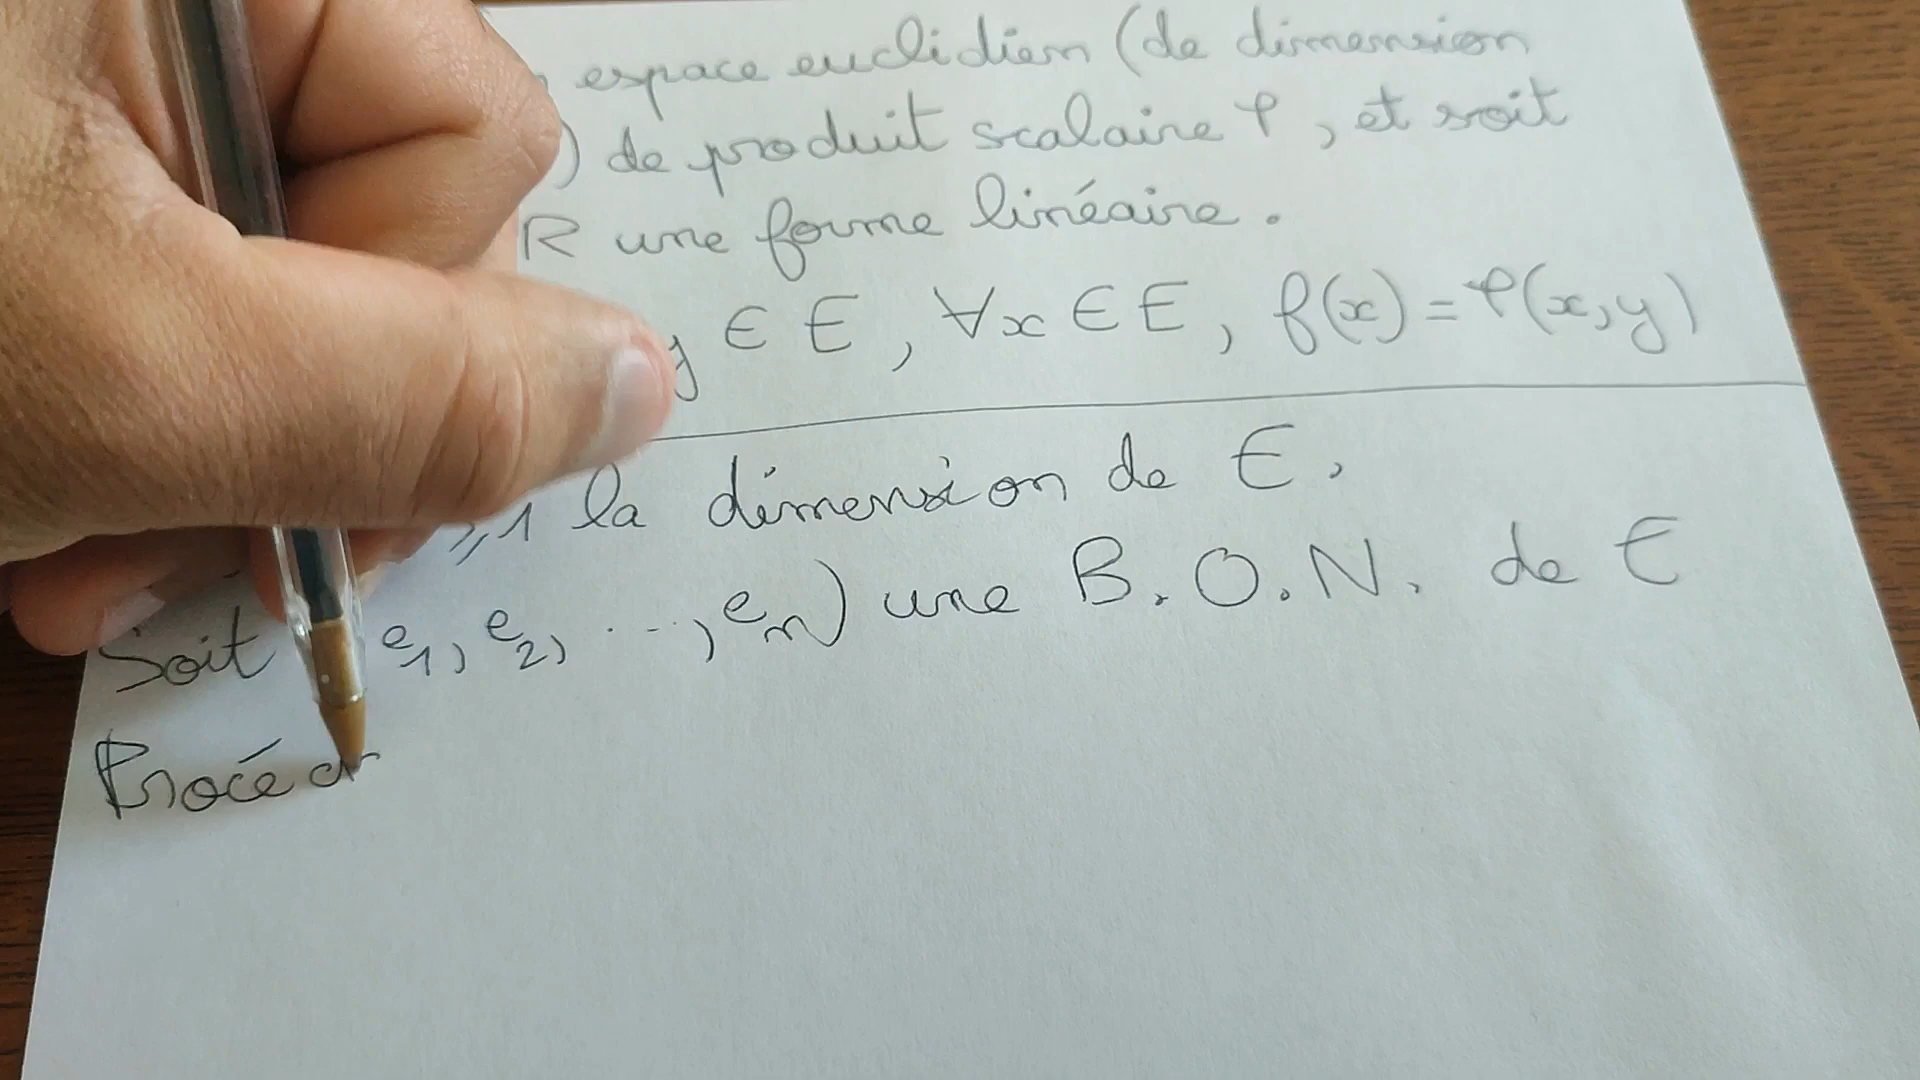 espace euclidien (de dimension
) de produit scalaire φ, et soit
R une forme linéaire.
y ∈ E, ∀x ∈ E, f(x) = φ(x, y)
⩾1 la dimension de E,
Soit e1, e2, ..., en) une B.O.N. de E
Procéd